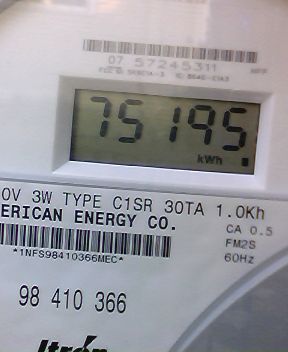 07 57245311
75195
kWh
0V 3W TYPE C1SR 30TA 1.0Kh
ERICAN ENERGY CO.
CA 0.5
FM2S
*1NFS98410366MEC*
60Hz
98 410 366
Itrón